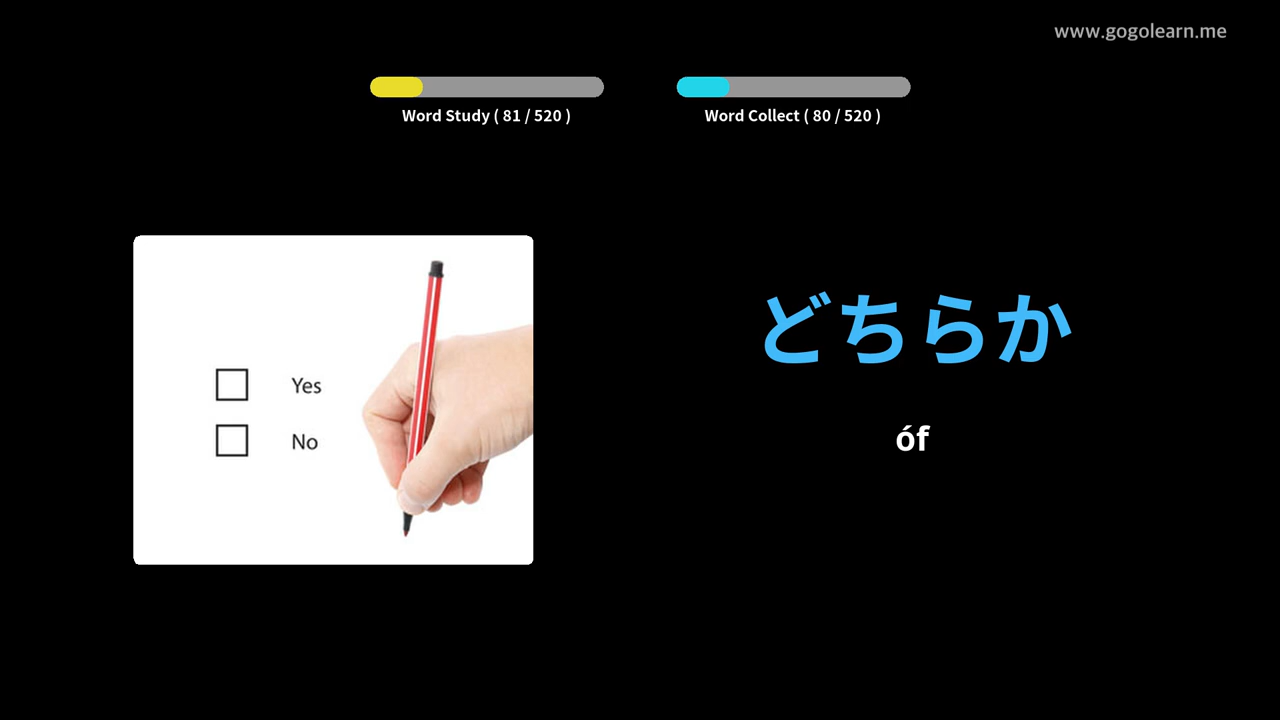 www.gogolearn.me
Word Study ( 81 / 520 )
Word Collect ( 80 / 520 )
Yes
No
どちらか
óf